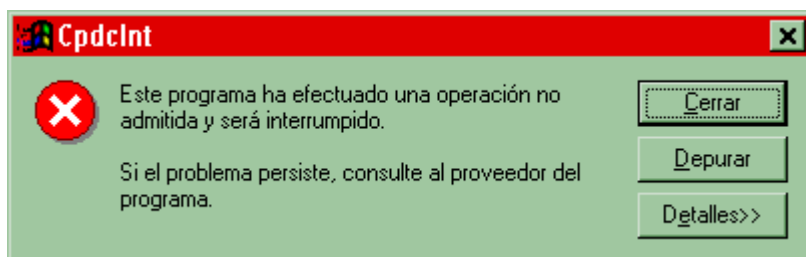 CpdcInt
Este programa ha efectuado una operación no
admitida y será interrumpido.
Si el problema persiste, consulte al proveedor del
programa.
Cerrar
Depurar
Detalles>>